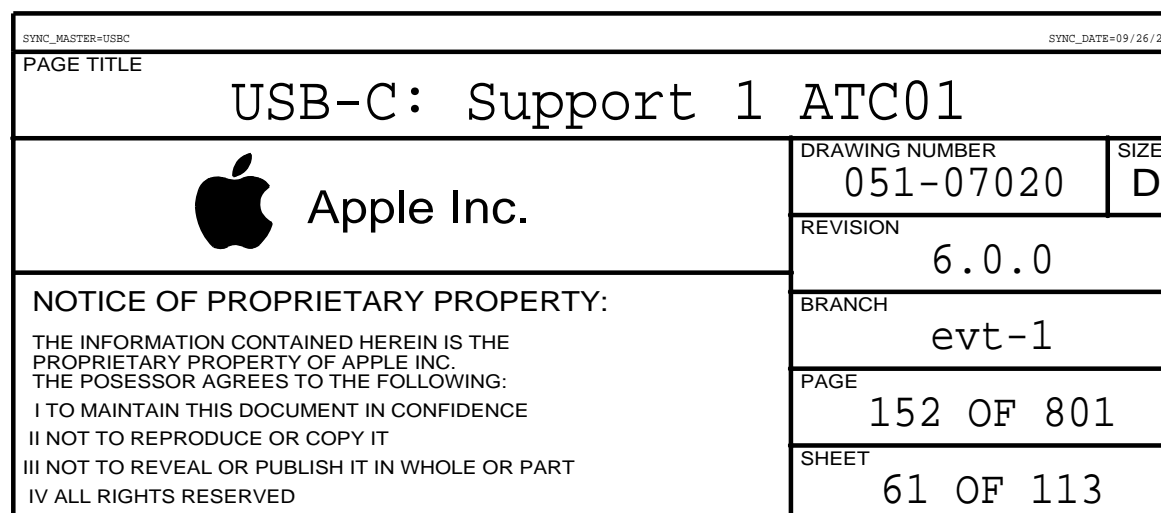 SYNC_MASTER=USBC
SYNC_DATE=09/26/2
PAGE TITLE
USB-C: Support 1 ATC01
Apple Inc.
DRAWING NUMBER
051-07020
SIZE
D
REVISION
6.0.0
BRANCH
evt-1
PAGE
152 OF 801
SHEET
61 OF 113
NOTICE OF PROPRIETARY PROPERTY:
THE INFORMATION CONTAINED HEREIN IS THE
PROPRIETARY PROPERTY OF APPLE INC.
THE POSESSOR AGREES TO THE FOLLOWING:
I TO MAINTAIN THIS DOCUMENT IN CONFIDENCE
II NOT TO REPRODUCE OR COPY IT
III NOT TO REVEAL OR PUBLISH IT IN WHOLE OR PART
IV ALL RIGHTS RESERVED